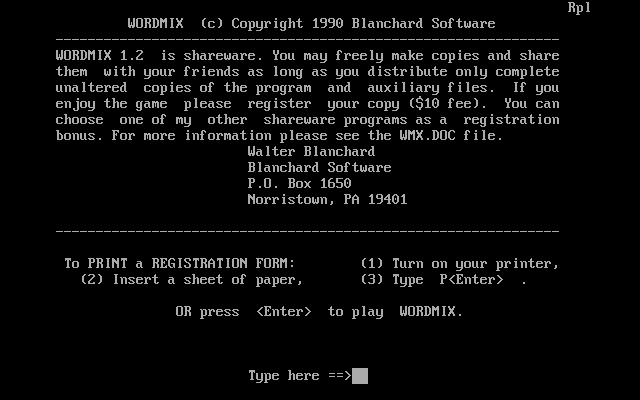 Rpl
WORDMIX  (c) Copyright 1990 Blanchard Software
---------------------------------------------------------------
WORDMIX 1.2  is shareware. You may freely make copies and share
them  with your friends as long as you distribute only complete
unaltered  copies of the program  and  auxiliary files.  If you
enjoy the game  please  register  your copy ($10 fee).  You can
choose  one of my  other  shareware programs as a  registration
bonus. For more information please see the WMX.DOC file.
Walter Blanchard
Blanchard Software
P.O. Box 1650
Norristown, PA 19401
---------------------------------------------------------------
To PRINT a REGISTRATION FORM:        (1) Turn on your printer,
(2) Insert a sheet of paper,       (3) Type  P<Enter>  .
OR press  <Enter>  to play  WORDMIX.
Type here ==>